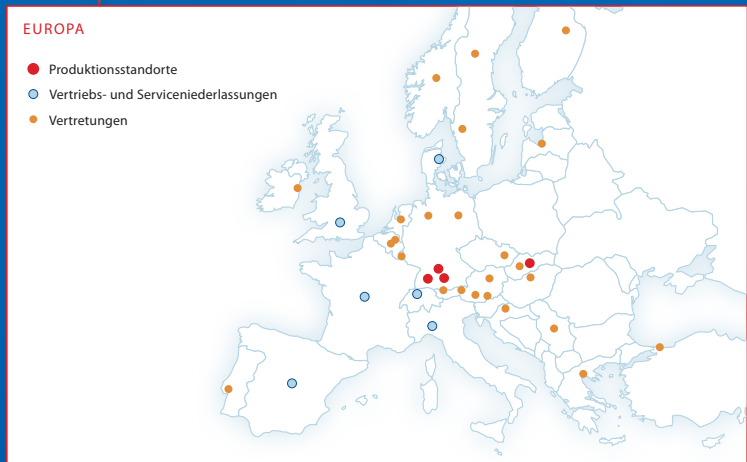 EUROPA
Produktionsstandorte
Vertriebs- und Serviceniederlassungen
Vertretungen